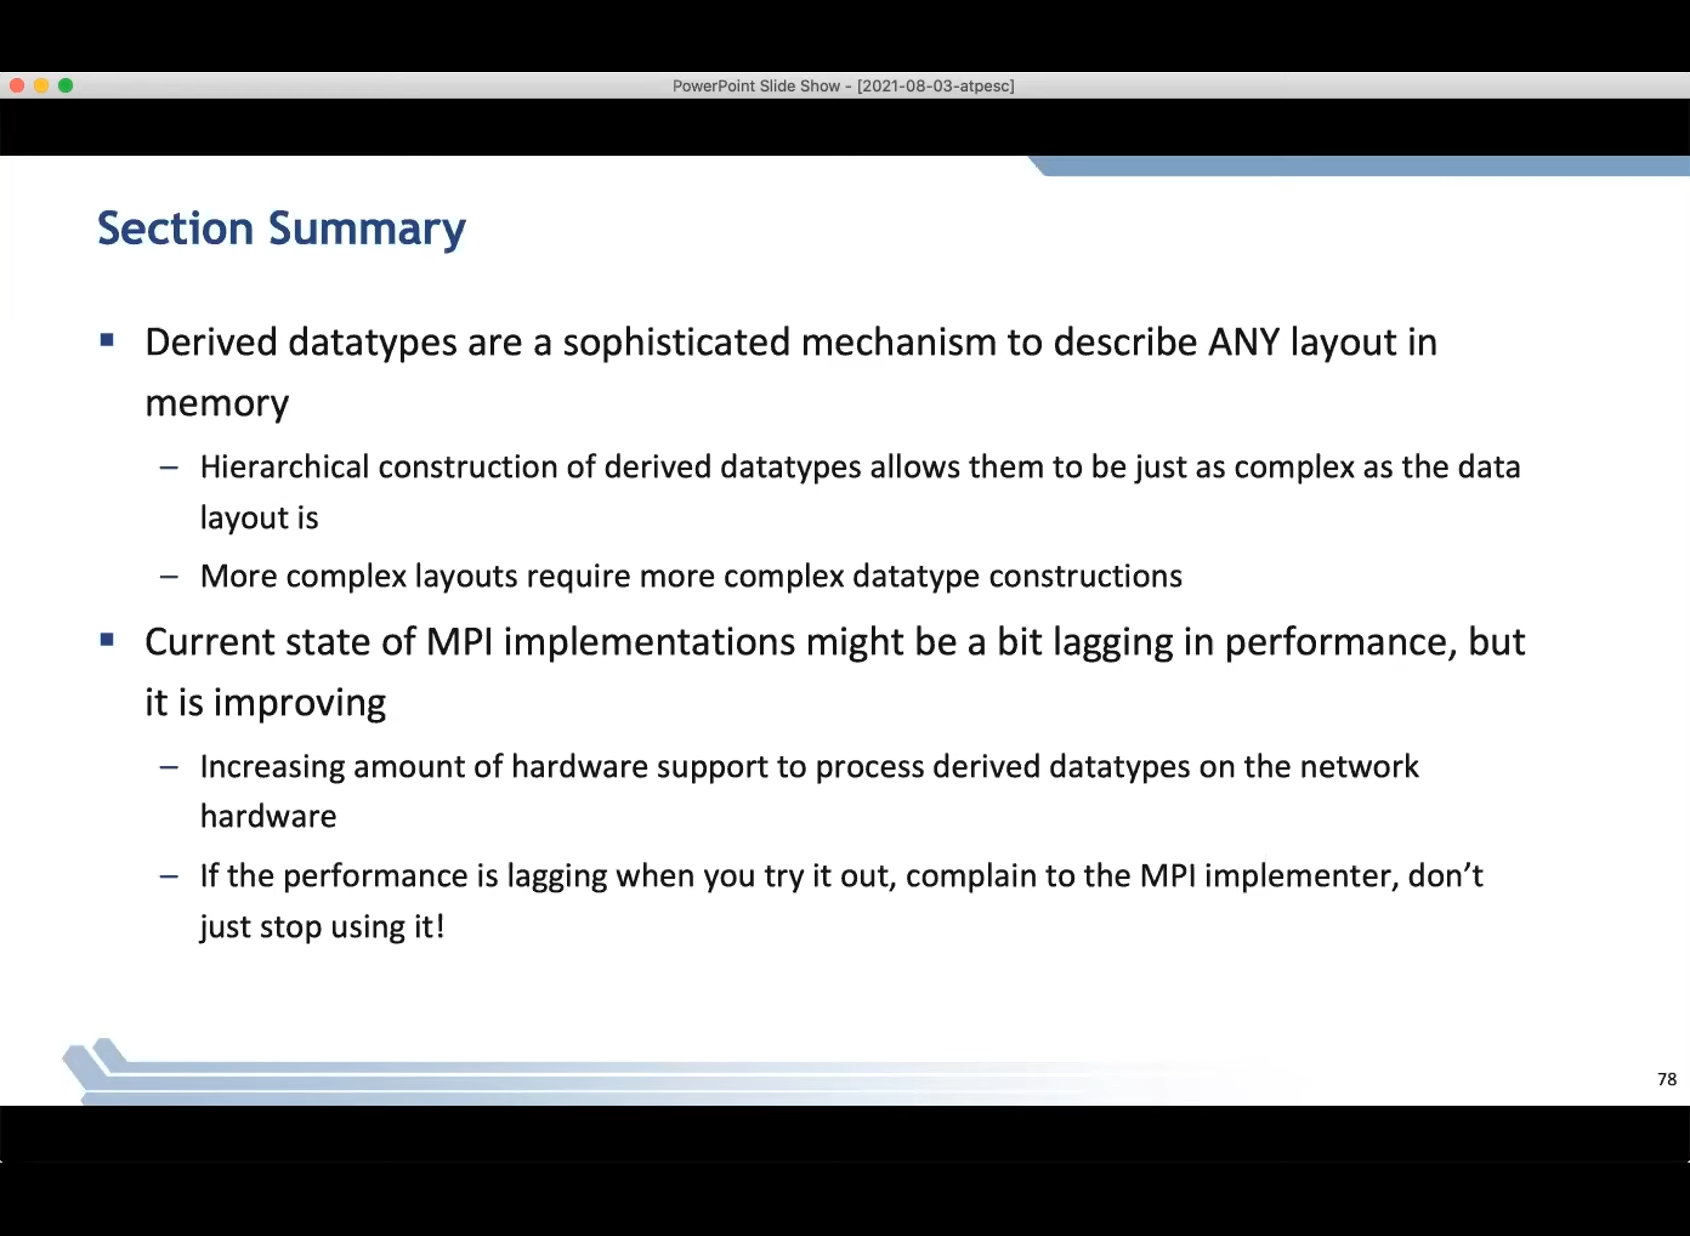 PowerPoint Slide Show - [2021-08-03-atpesc]
Section Summary
▪ Derived datatypes are a sophisticated mechanism to describe ANY layout in
memory
– Hierarchical construction of derived datatypes allows them to be just as complex as the data
layout is
– More complex layouts require more complex datatype constructions
▪ Current state of MPI implementations might be a bit lagging in performance, but
it is improving
– Increasing amount of hardware support to process derived datatypes on the network
hardware
– If the performance is lagging when you try it out, complain to the MPI implementer, don’t
just stop using it!
78